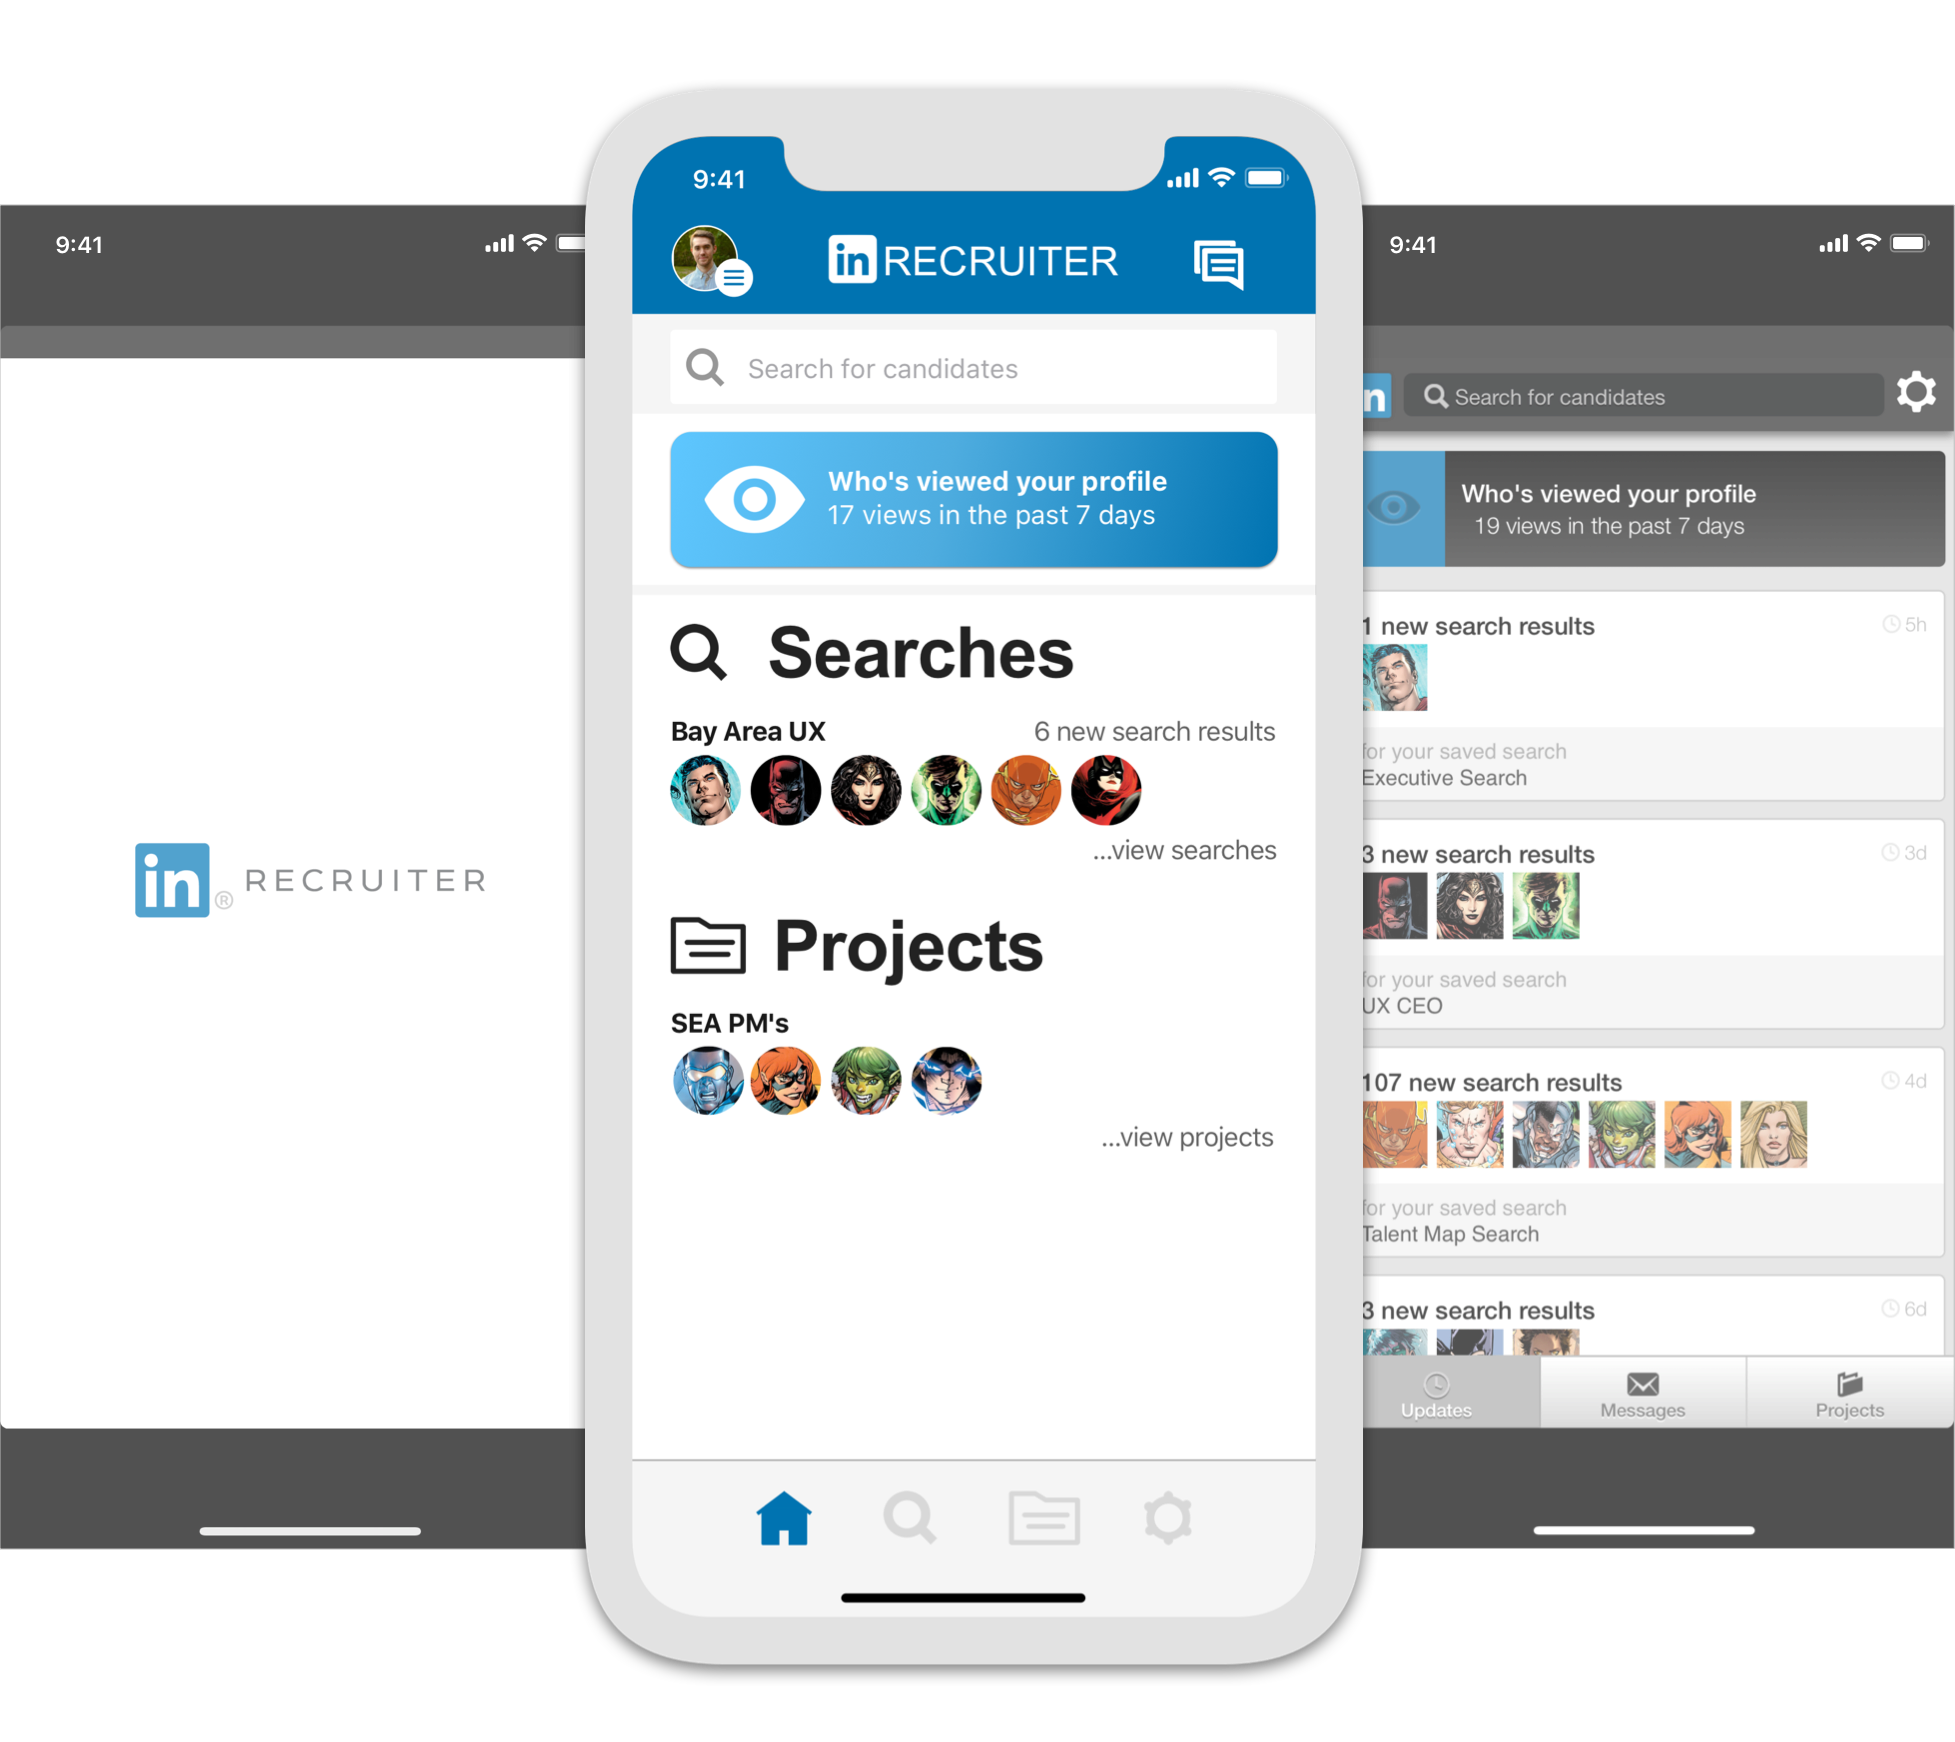 9:41
in ® RECRUITER
9:41
in RECRUITER
Search for candidates
Who's viewed your profile
17 views in the past 7 days
Searches
Bay Area UX
6 new search results
...view searches
Projects
SEA PM's
...view projects
9:41
in
Search for candidates
Who's viewed your profile
19 views in the past 7 days
1 new search results
5h
for your saved search
Executive Search
3 new search results
3d
for your saved search
UX CEO
107 new search results
4d
for your saved search
Talent Map Search
3 new search results
6d
Updates
Messages
Projects